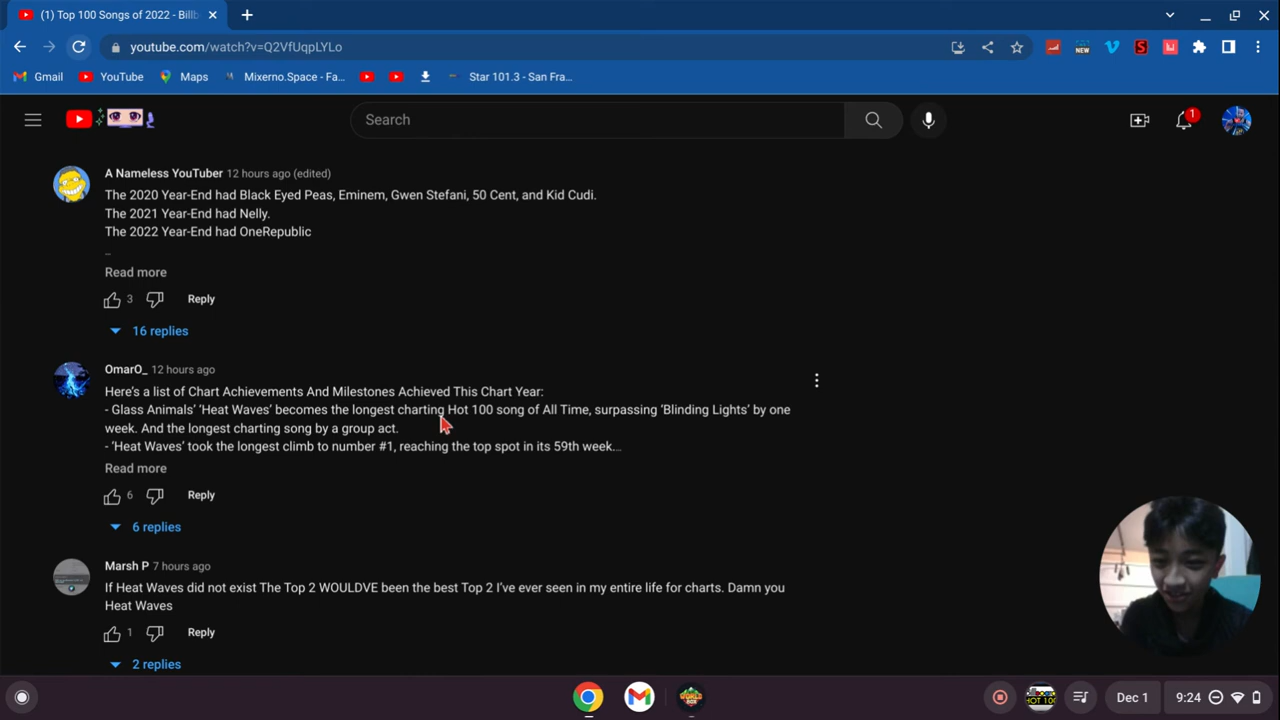 (1) Top 100 Songs of 2022 - Billb
youtube.com/watch?v=Q2VfUqpLYLo
Gmail
YouTube
Maps
Mixerno.Space - Fa...
Star 101.3 - San Fra...
NEW
Search
1
A Nameless YouTuber 12 hours ago (edited)
The 2020 Year-End had Black Eyed Peas, Eminem, Gwen Stefani, 50 Cent, and Kid Cudi.
The 2021 Year-End had Nelly.
The 2022 Year-End had OneRepublic
..
Read more
3 Reply
16 replies
OmarO_ 12 hours ago
Here's a list of Chart Achievements And Milestones Achieved This Chart Year:
- Glass Animals' 'Heat Waves' becomes the longest charting Hot 100 song of All Time, surpassing 'Blinding Lights' by one
week. And the longest charting song by a group act.
- 'Heat Waves' took the longest climb to number #1, reaching the top spot in its 59th week...
Read more
6 Reply
6 replies
Marsh P 7 hours ago
If Heat Waves did not exist The Top 2 WOULDVE been the best Top 2 I've ever seen in my entire life for charts. Damn you
Heat Waves
1 Reply
2 replies
HOT 100
Dec 1
9:24